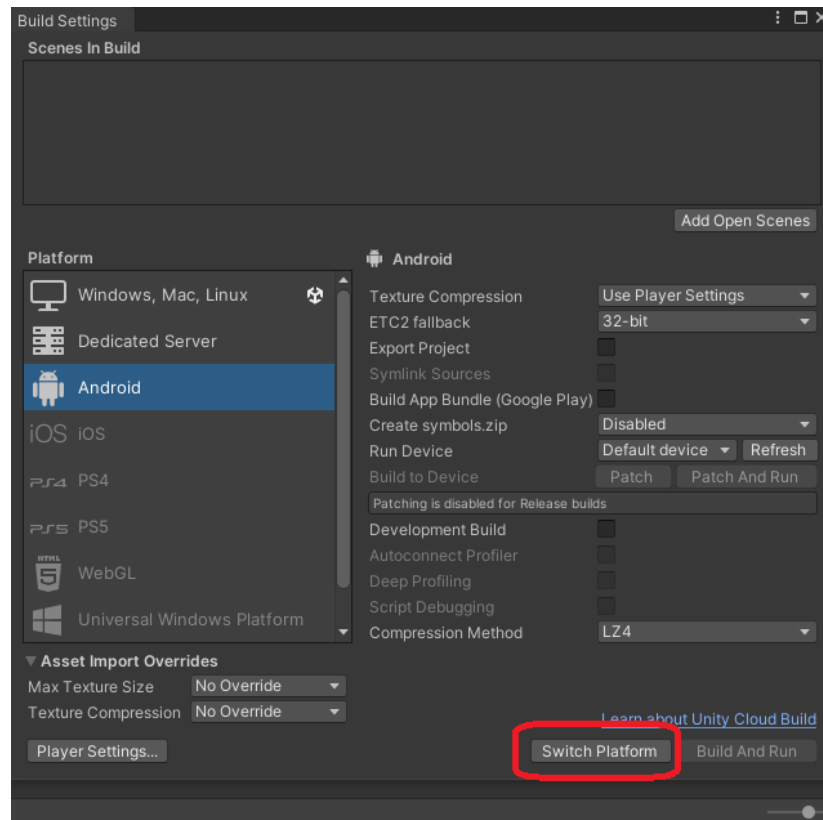 Build Settings
Scenes In Build
Add Open Scenes
Platform
Windows, Mac, Linux
Dedicated Server
Android
iOS iOS
PS4 PS4
PS5 PS5
HTML
5 WebGL
Universal Windows Platform
Android
Texture Compression Use Player Settings
ETC2 fallback 32-bit
Export Project
Symlink Sources
Build App Bundle (Google Play)
Create symbols.zip Disabled
Run Device Default device Refresh
Build to Device Patch Patch And Run
Patching is disabled for Release builds
Development Build
Autoconnect Profiler
Deep Profiling
Script Debugging
Compression Method LZ4
Asset Import Overrides
Max Texture Size No Override
Texture Compression No Override
Learn about Unity Cloud Build
Player Settings... Switch Platform Build And Run